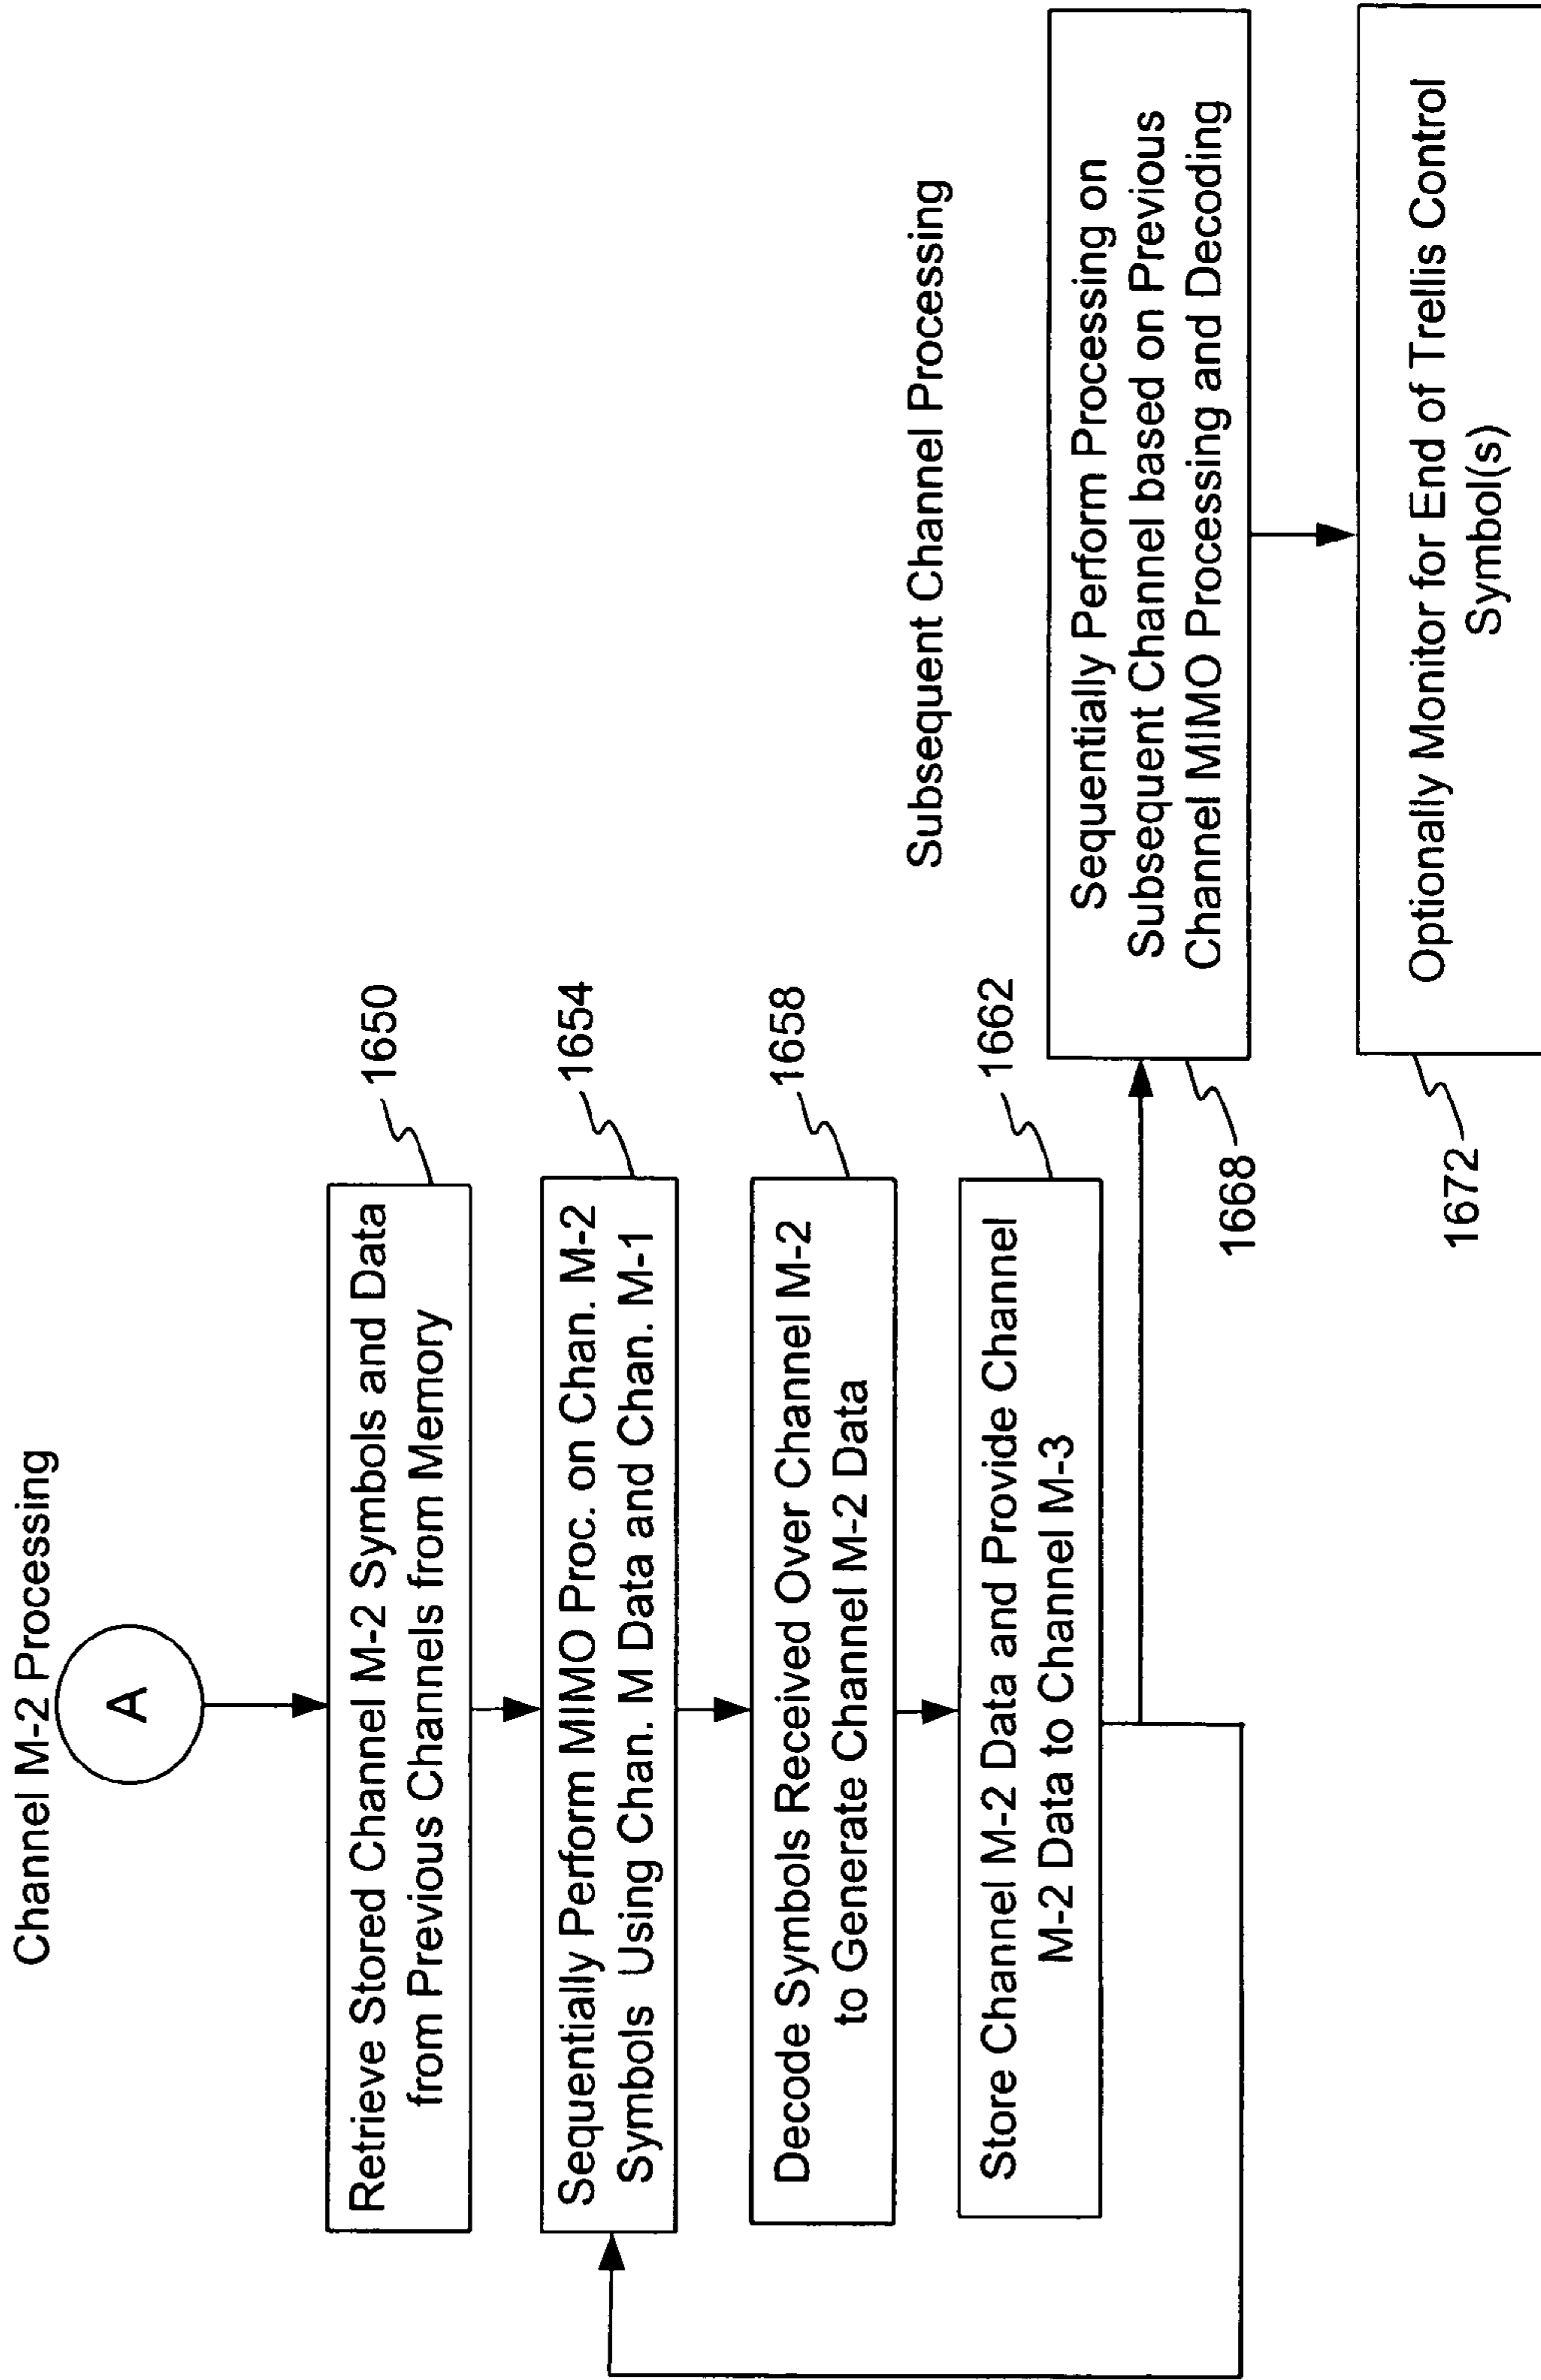 Channel M-2 Processing
A
Retrieve Stored Channel M-2 Symbols and Data
from Previous Channels from Memory
1650
Sequentially Perform MIMO Proc. on Chan. M-2
Symbols Using Chan. M Data and Chan. M-1
1654
Decode Symbols Received Over Channel M-2
to Generate Channel M-2 Data
1658
Store Channel M-2 Data and Provide Channel
M-2 Data to Channel M-3
1662
Subsequent Channel Processing
Sequentially Perform Processing on
Subsequent Channel based on Previous
Channel MIMO Processing and Decoding
1668
Optionally Monitor for End of Trellis Control
Symbol(s)
1672